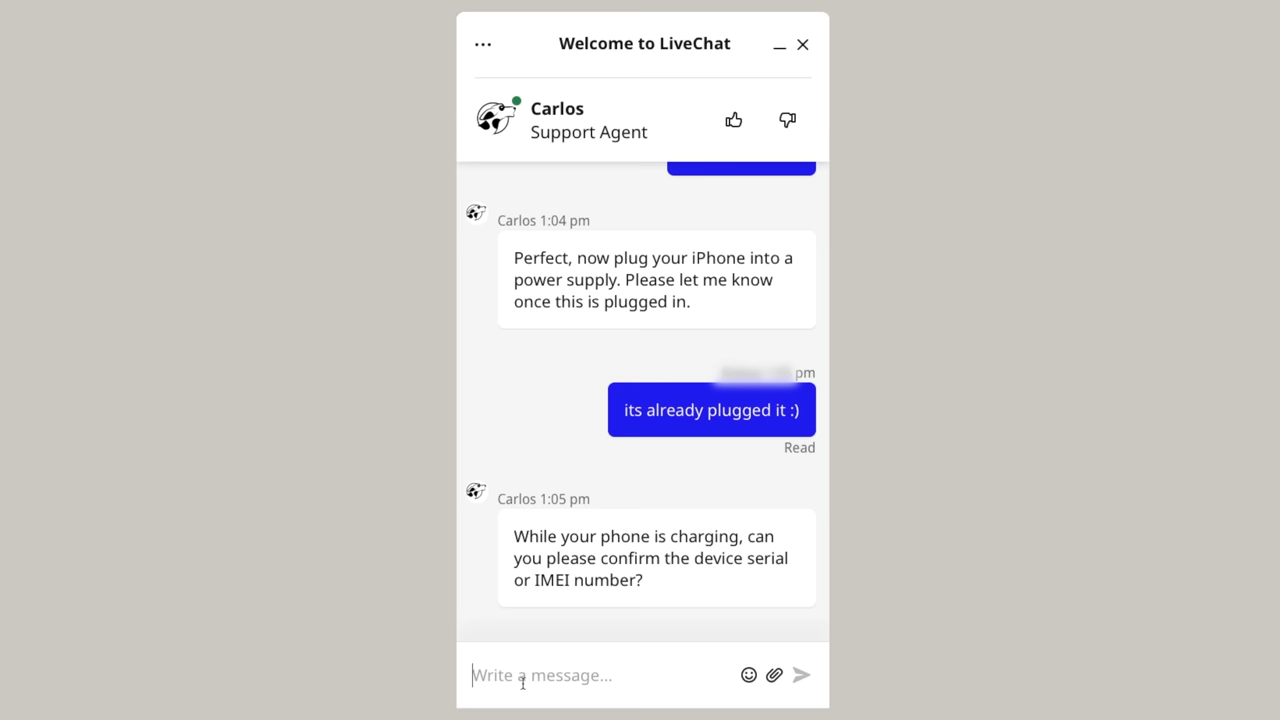 Welcome to LiveChat
Carlos
Support Agent
Carlos 1:04 pm
Perfect, now plug your iPhone into a
power supply. Please let me know
once this is plugged in.
pm
its already plugged it :)
Read
Carlos 1:05 pm
While your phone is charging, can
you please confirm the device serial
or IMEI number?
Write a message...